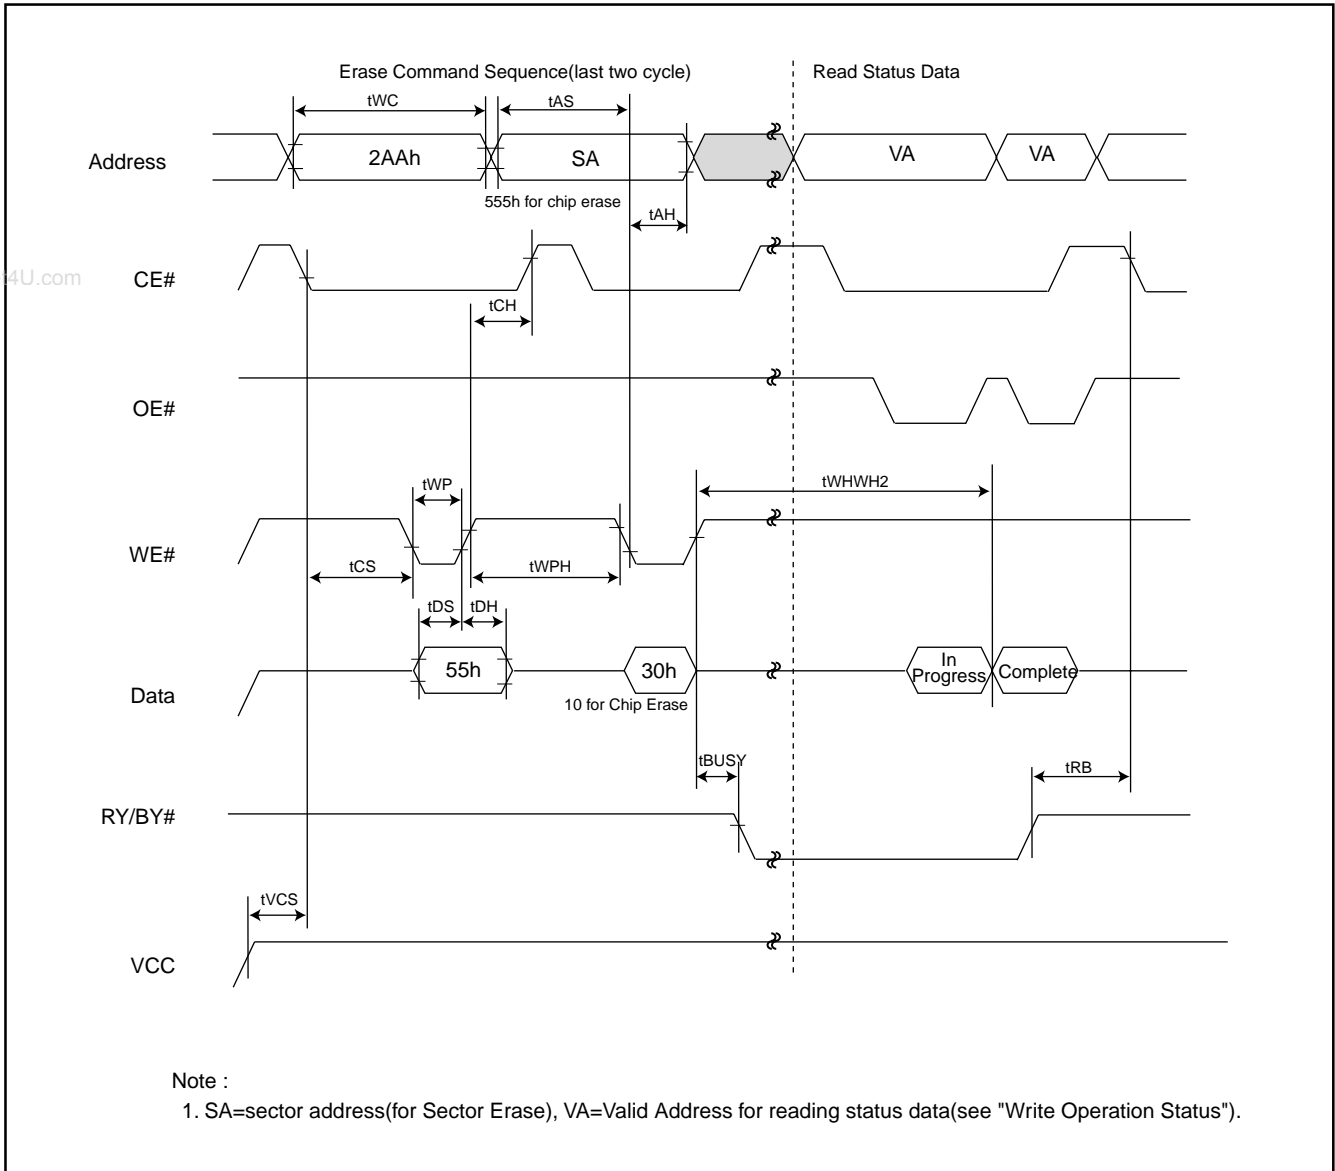 Erase Command Sequence(last two cycle)
Read Status Data
tWC
tAS
Address
2AAh
SA
VA
VA
555h for chip erase
tAH
t4U.com
CE#
tCH
OE#
tWP
tWHWH2
WE#
tCS
tWPH
tDS
tDH
Data
55h
30h
In
Progress
Complete
10 for Chip Erase
tBUSY
tRB
RY/BY#
tVCS
VCC
Note :
1. SA=sector address(for Sector Erase), VA=Valid Address for reading status data(see "Write Operation Status").